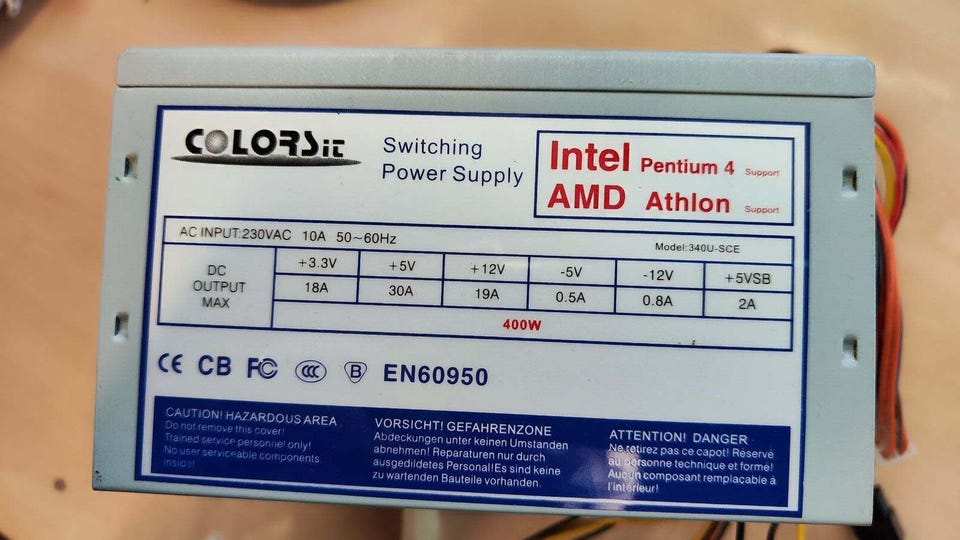 COLORSiT
Switching
Power Supply
Intel Pentium 4 Support
AMD Athlon Support
AC INPUT:230VAC 10A 50~60Hz
Model:340U-SCE
DC OUTPUT MAX
+3.3V +5V +12V -5V -12V +5VSB
18A 30A 19A 0.5A 0.8A 2A
400W
CE CB FC CCC B EN60950
CAUTION! HAZARDOUS AREA
Do not remove this cover!
Trained service personnel only!
No user serviceable components
inside!
VORSICHT! GEFAHRENZONE
Abdeckungen unter keinen Umständen
abnehmen! Reparaturen nur durch
ausgedildetes Personal!Es sind keine
zu wartenden Bauteile vorhanden.
ATTENTION! DANGER
Ne retirez pas ce capot! Réservé
au personne technique et formé!
Aucun composant remplaçable à
l'intérieur!